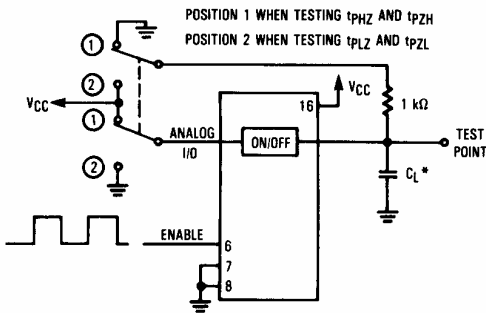 POSITION 1 WHEN TESTING tPHZ AND tPZH
POSITION 2 WHEN TESTING tPLZ AND tPZL
1
2
VCC
1
2
ANALOG
I/O
ON/OFF
16
VCC
1 kΩ
TEST
POINT
CL*
ENABLE
6
7
8